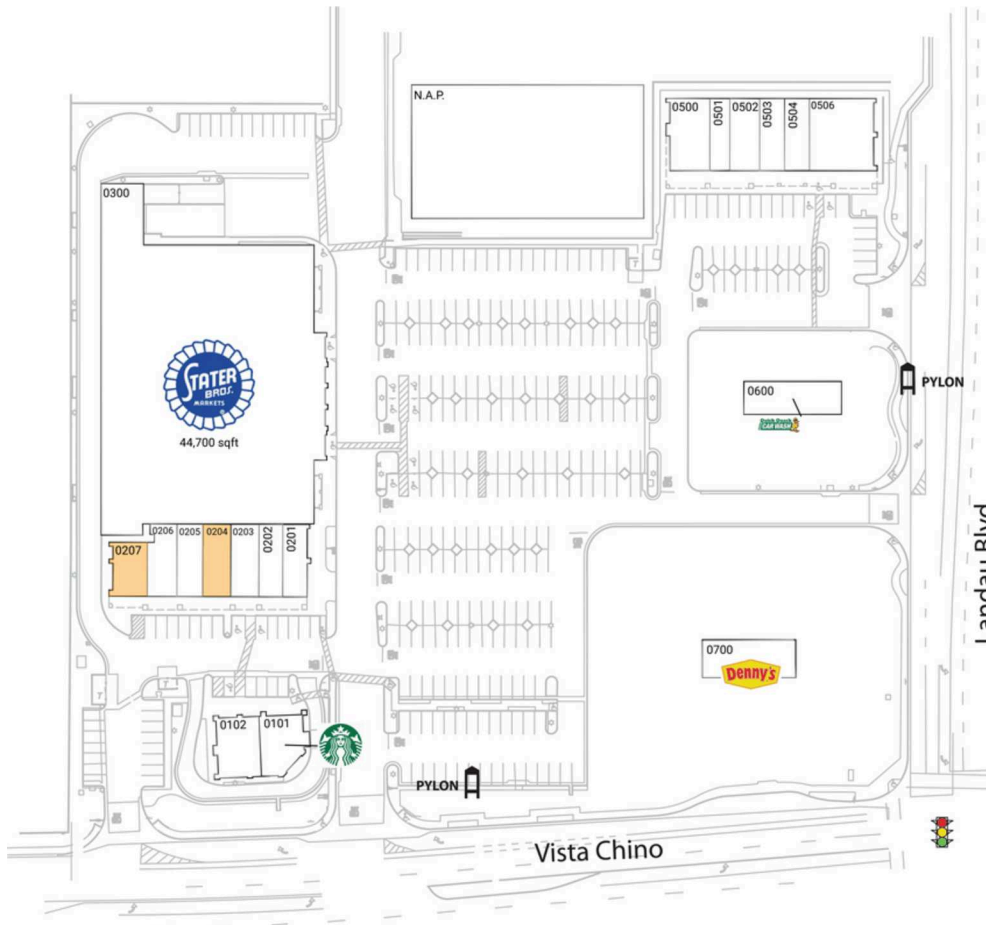 N.A.P.
0500
0501
0502
0503
0504
0506
0300
STATER
BROS.
MARKETS
44,700 sqft
0600
CAR WASH
PYLON
0207
0206
0205
0204
0203
0202
0201
Landau Blvd
0700
Denny's
0102
0101
PYLON
Vista Chino